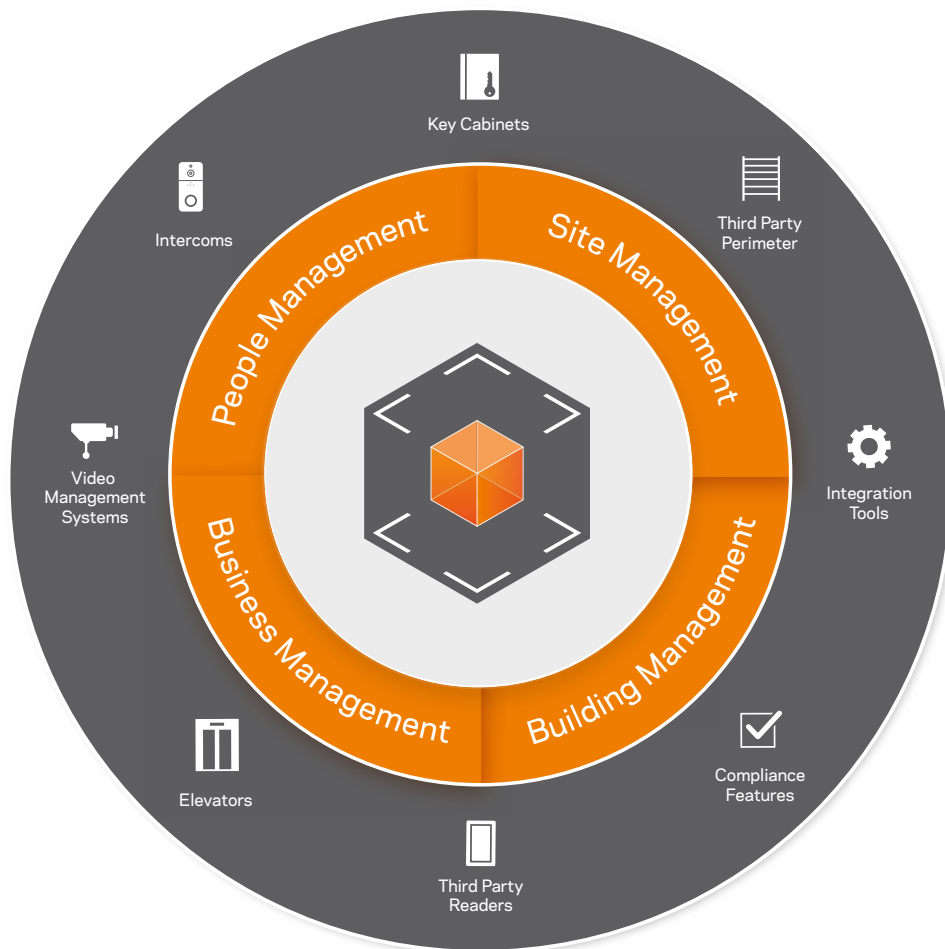 Key Cabinets
Third Party
Perimeter
Intercoms
People Management
Site Management
Video
Management
Systems
Integration
Tools
Business Management
Building Management
Elevators
Compliance
Features
Third Party
Readers